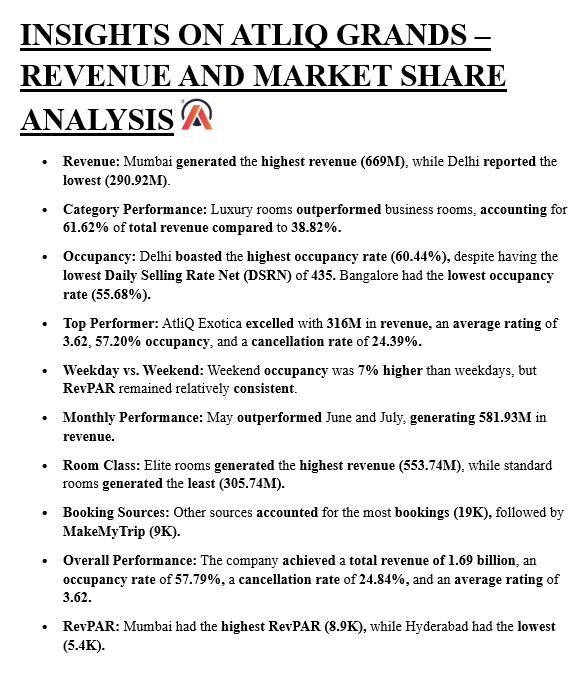 INSIGHTS ON ATLIQ GRANDS –
REVENUE AND MARKET SHARE
ANALYSIS
• Revenue: Mumbai generated the highest revenue (669M), while Delhi reported the
lowest (290.92M).
• Category Performance: Luxury rooms outperformed business rooms, accounting for
61.62% of total revenue compared to 38.82%.
• Occupancy: Delhi boasted the highest occupancy rate (60.44%), despite having the
lowest Daily Selling Rate Net (DSRN) of 435. Bangalore had the lowest occupancy
rate (55.68%).
• Top Performer: AtliQ Exotica excelled with 316M in revenue, an average rating of
3.62, 57.20% occupancy, and a cancellation rate of 24.39%.
• Weekday vs. Weekend: Weekend occupancy was 7% higher than weekdays, but
RevPAR remained relatively consistent.
• Monthly Performance: May outperformed June and July, generating 581.93M in
revenue.
• Room Class: Elite rooms generated the highest revenue (553.74M), while standard
rooms generated the least (305.74M).
• Booking Sources: Other sources accounted for the most bookings (19K), followed by
MakeMyTrip (9K).
• Overall Performance: The company achieved a total revenue of 1.69 billion, an
occupancy rate of 57.79%, a cancellation rate of 24.84%, and an average rating of
3.62.
• RevPAR: Mumbai had the highest RevPAR (8.9K), while Hyderabad had the lowest
(5.4K).